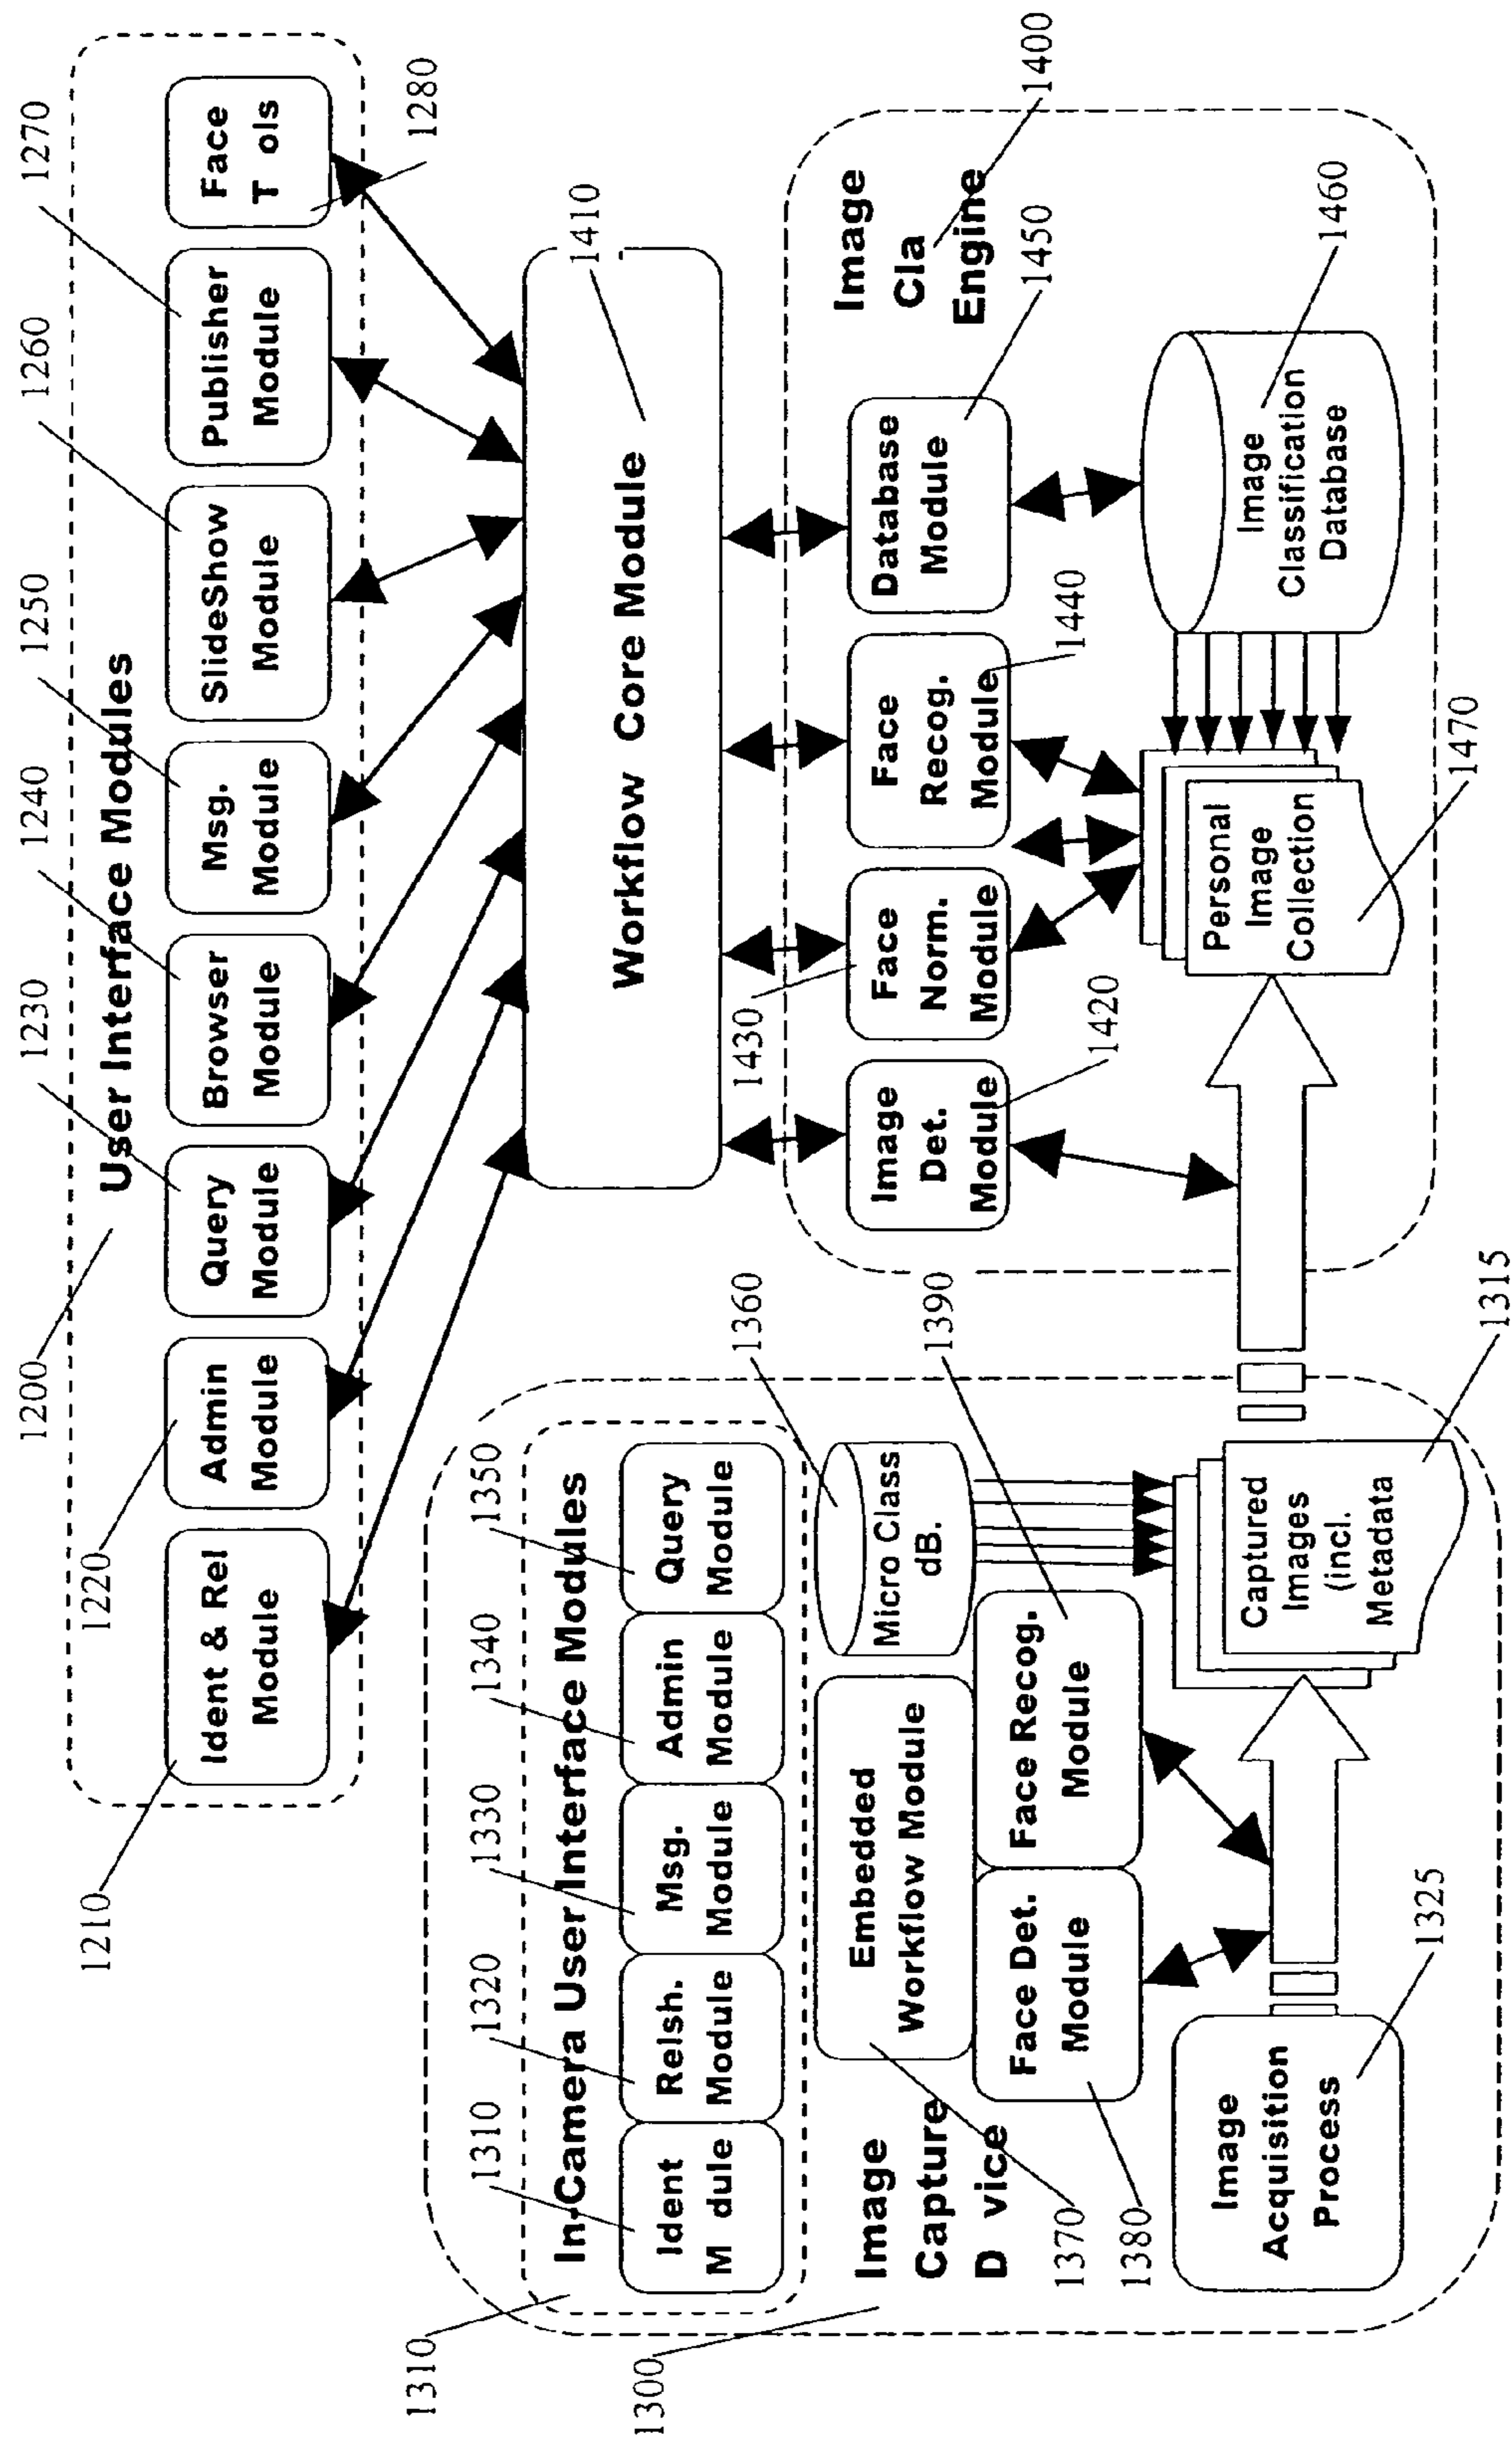 1200
User Interface Modules
1210
Ident & Rel
Module
1220
Admin
Module
1230
Query
Module
1240
Browser
Module
1250
Msg.
Module
1260
SlideShow
Module
1270
Publisher
Module
1280
Face
T ols
1410
Workflow Core Module
1310
In-Camera User Interface Modules
1310
Ident
M dule
1320
Relsh.
Module
1330
Msg.
Module
1340
Admin
Module
1350
Query
Module
1300
Image
Capture
D vice
1370
Embedded
Workflow Module
1360
Micro Class
dB.
1380
Face Det.
Module
1390
Face Recog.
Module
Image
Acquisition
Process
1325
Captured
Images
(incl.
Metadata
1315
Image
Cla
Engine
1400
Image
Det.
Module
1420
1430
Face
Norm.
Module
Face
Recog.
Module
1440
Database
Module
1450
Personal
Image
Collection
1470
Image
Classification
Database
1460